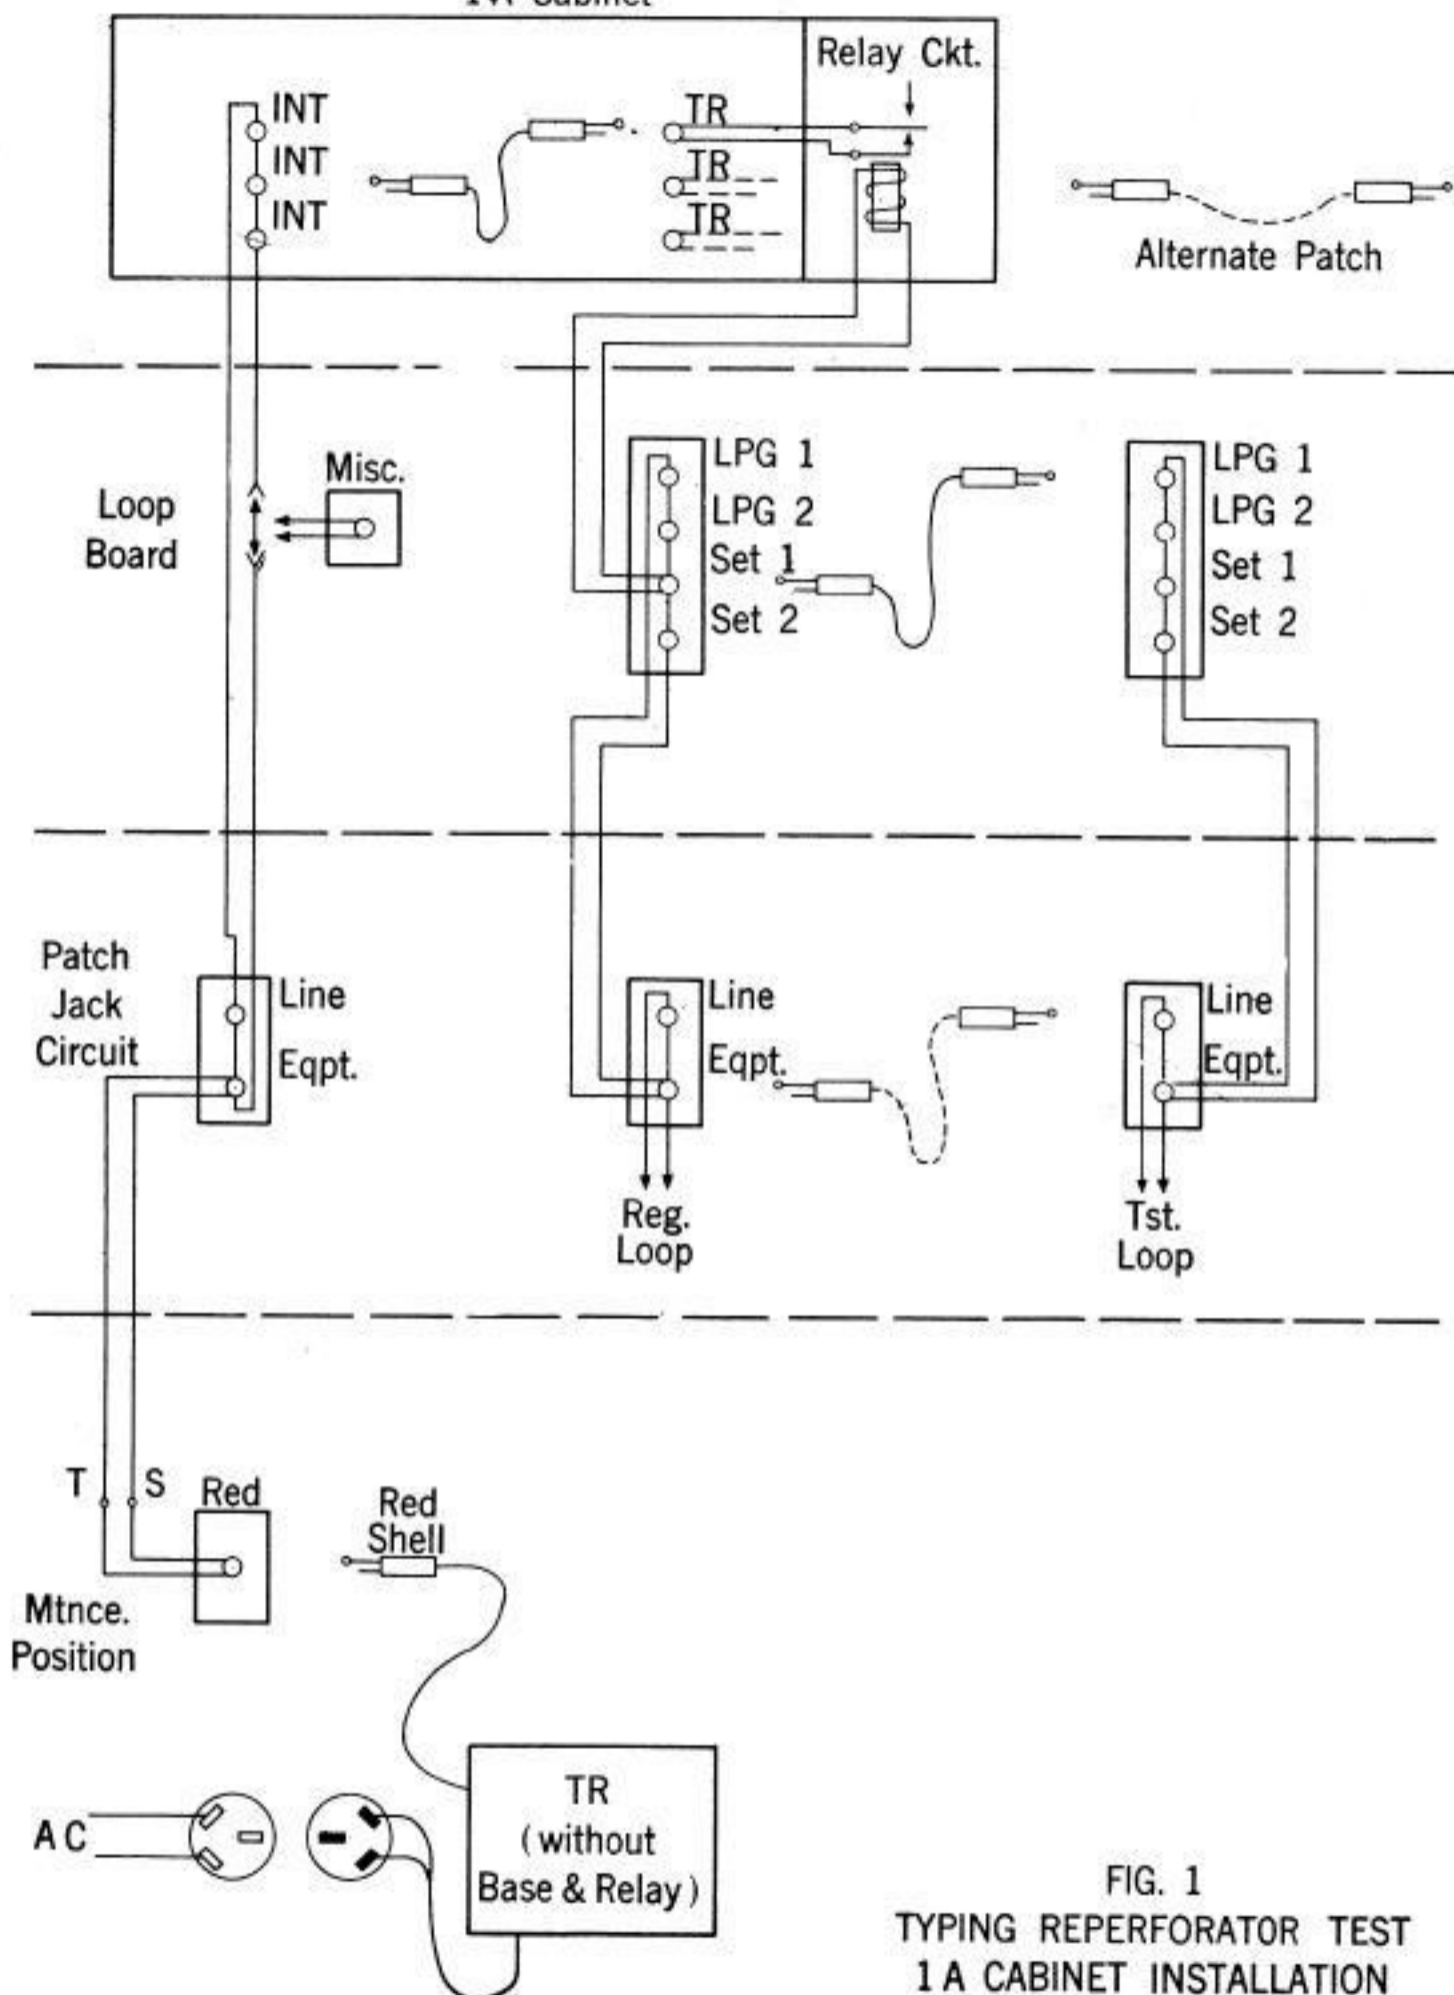 1A Cabinet
Relay Ckt.
INT
INT
INT
TR
TR
TR
Alternate Patch
Loop
Board
Misc.
LPG 1
LPG 2
Set 1
Set 2
LPG 1
LPG 2
Set 1
Set 2
Patch
Jack
Circuit
Line
Eqpt.
Line
Eqpt.
Line
Eqpt.
Reg.
Loop
Tst.
Loop
T
S
Red
Red
Shell
Mtnce.
Position
AC
TR
(without
Base & Relay)
FIG. 1
TYPING REPERFORATOR TEST
1A CABINET INSTALLATION